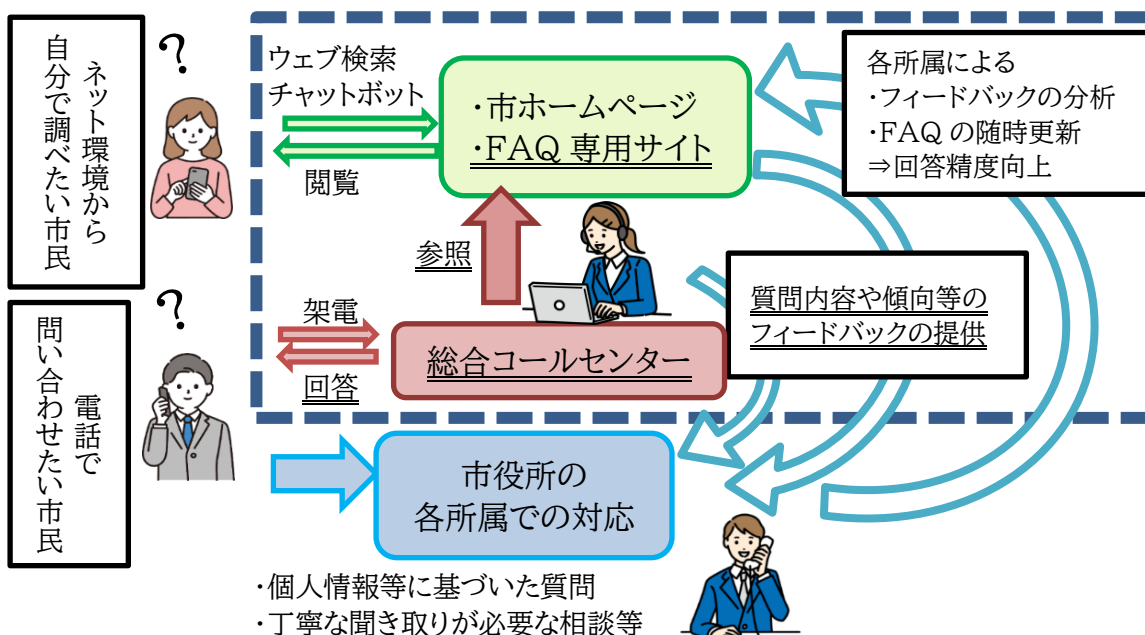 ネット環境から
自分で調べたい市民
?
ウェブ検索
チャットボット
閲覧
・市ホームページ
・FAQ 専用サイト
各所属による
・フィードバックの分析
・FAQ の随時更新
⇒回答精度向上
参照
質問内容や傾向等の
フィードバックの提供
電話で
問い合わせたい市民
?
架電
回答
総合コールセンター
市役所の
各所属での対応
・個人情報等に基づいた質問
・丁寧な聞き取りが必要な相談等